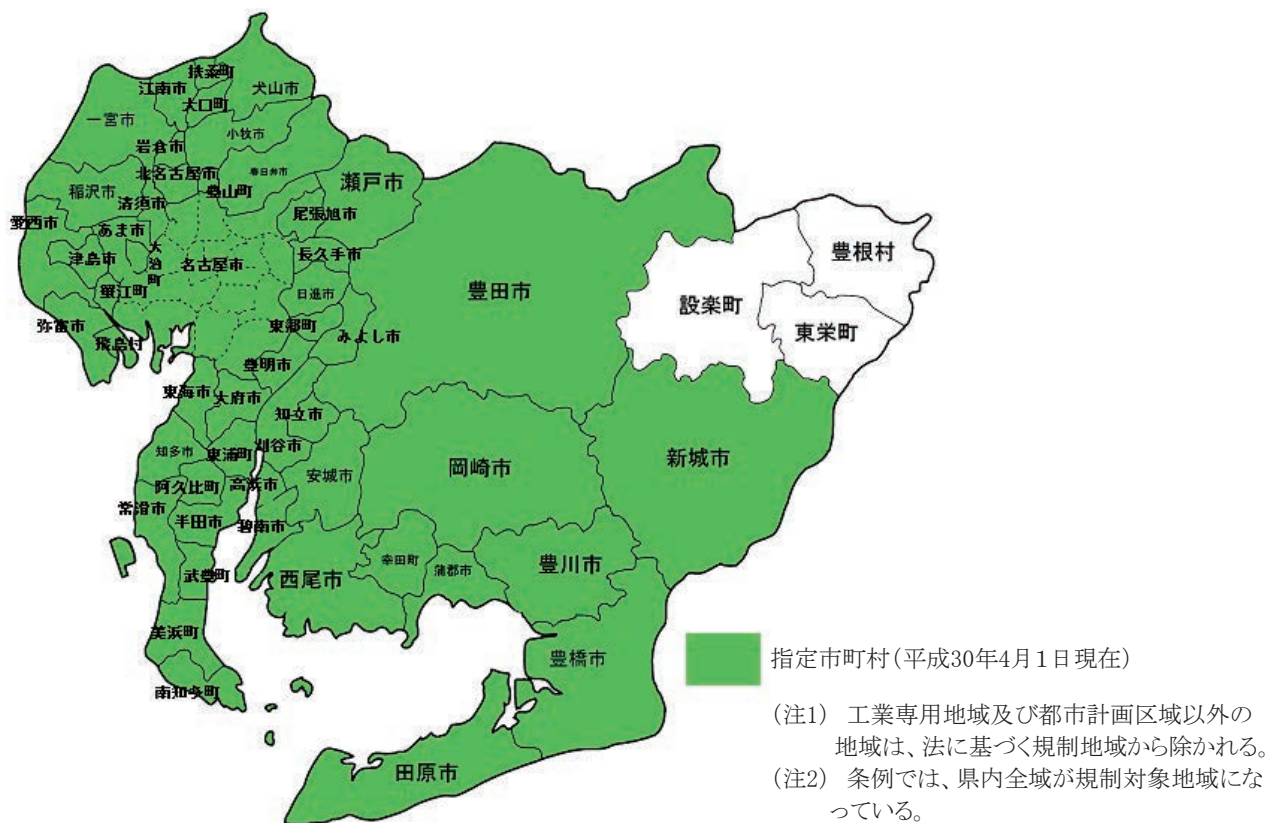 扶桑町
江南市
犬山市
大口町
一宮市
小牧市
岩倉市
北名古屋市
春日井市
瀬戸市
稲沢市
豊山町
清須市
尾張旭市
愛西市
あま市
大治町
長久手市
津島市
名古屋市
豊根村
蟹江町
日進市
豊田市
設楽町
弥富市
東郷町
東栄町
飛島村
みよし市
豊明市
東海市
大府市
知立市
知多市
東浦町
刈谷市
岡崎市
新城市
阿久比町
高浜市
安城市
常滑市
半田市
碧南市
武豊町
西尾市
幸田町
蒲郡市
豊川市
美浜町
豊橋市
南知多町
田原市
指定市町村(平成30年4月1日現在)
(注1) 工業専用地域及び都市計画区域以外の
地域は、法に基づく規制地域から除かれる。
(注2) 条例では、県内全域が規制対象地域にな
っている。